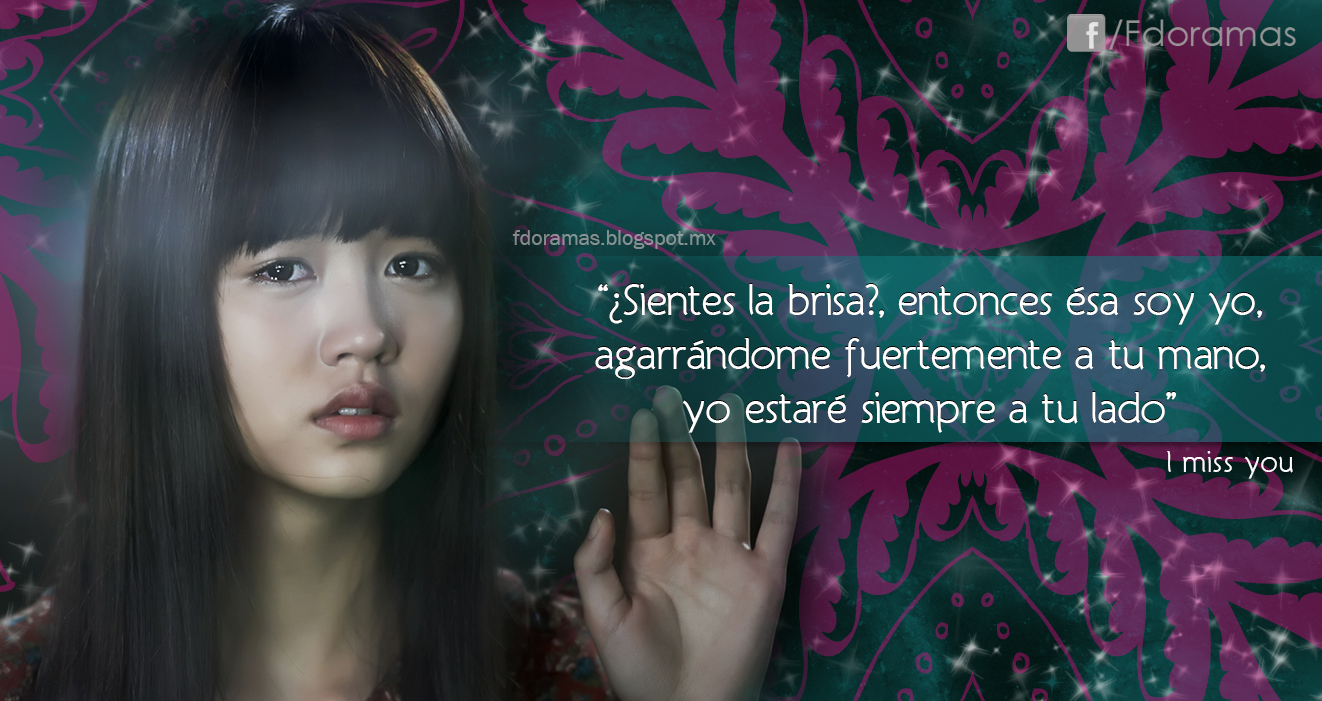 f/Fdoramas
fdoramas.blogspot.mx
“¿Sientes la brisa?, entonces ésa soy yo,
agarrándome fuertemente a tu mano,
yo estaré siempre a tu lado”
I miss you